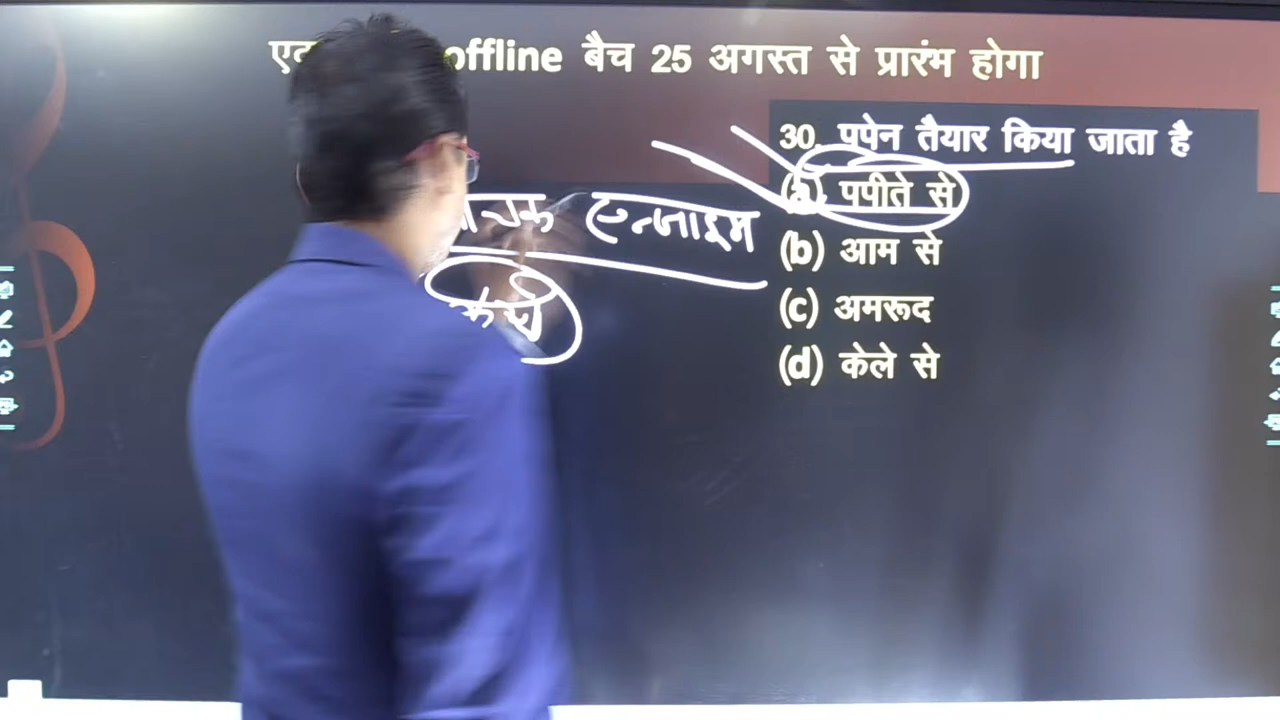 offline बैच 25 अगस्त से प्रारंभ होगा
30. पपेन तैयार किया जाता है
(a) पपीते से
एन्जाइम
(b) आम से
(c) अमरूद
(d) केले से